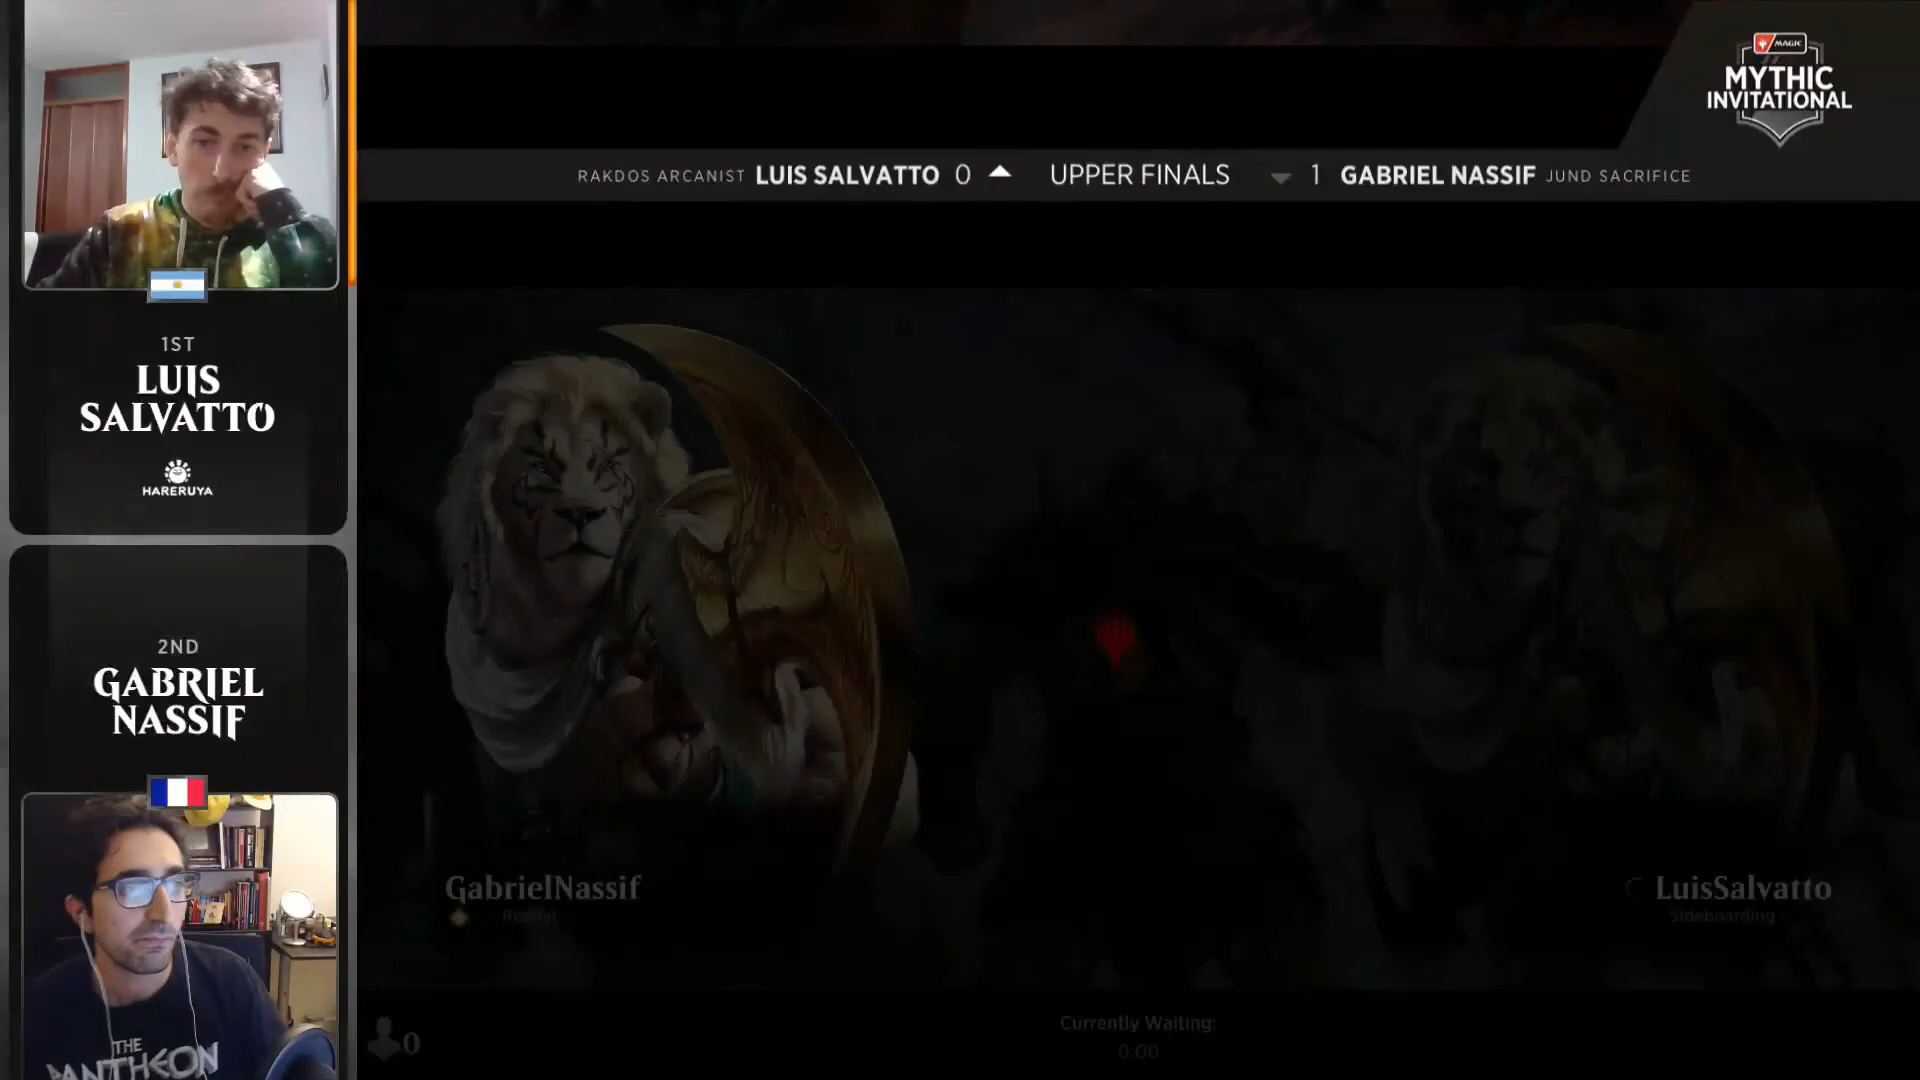 MAGIC
MYTHIC
INVITATIONAL
RAKDOS ARCANIST LUIS SALVATTO 0 UPPER FINALS 1 GABRIEL NASSIF JUND SACRIFICE
1ST
LUIS
SALVATTO
HARERUYA
2ND
GABRIEL
NASSIF
GabrielNassif
Ready!
LuisSalvatto
Sideboarding
THE
PANTHEON
0
Currently Waiting:
0:00